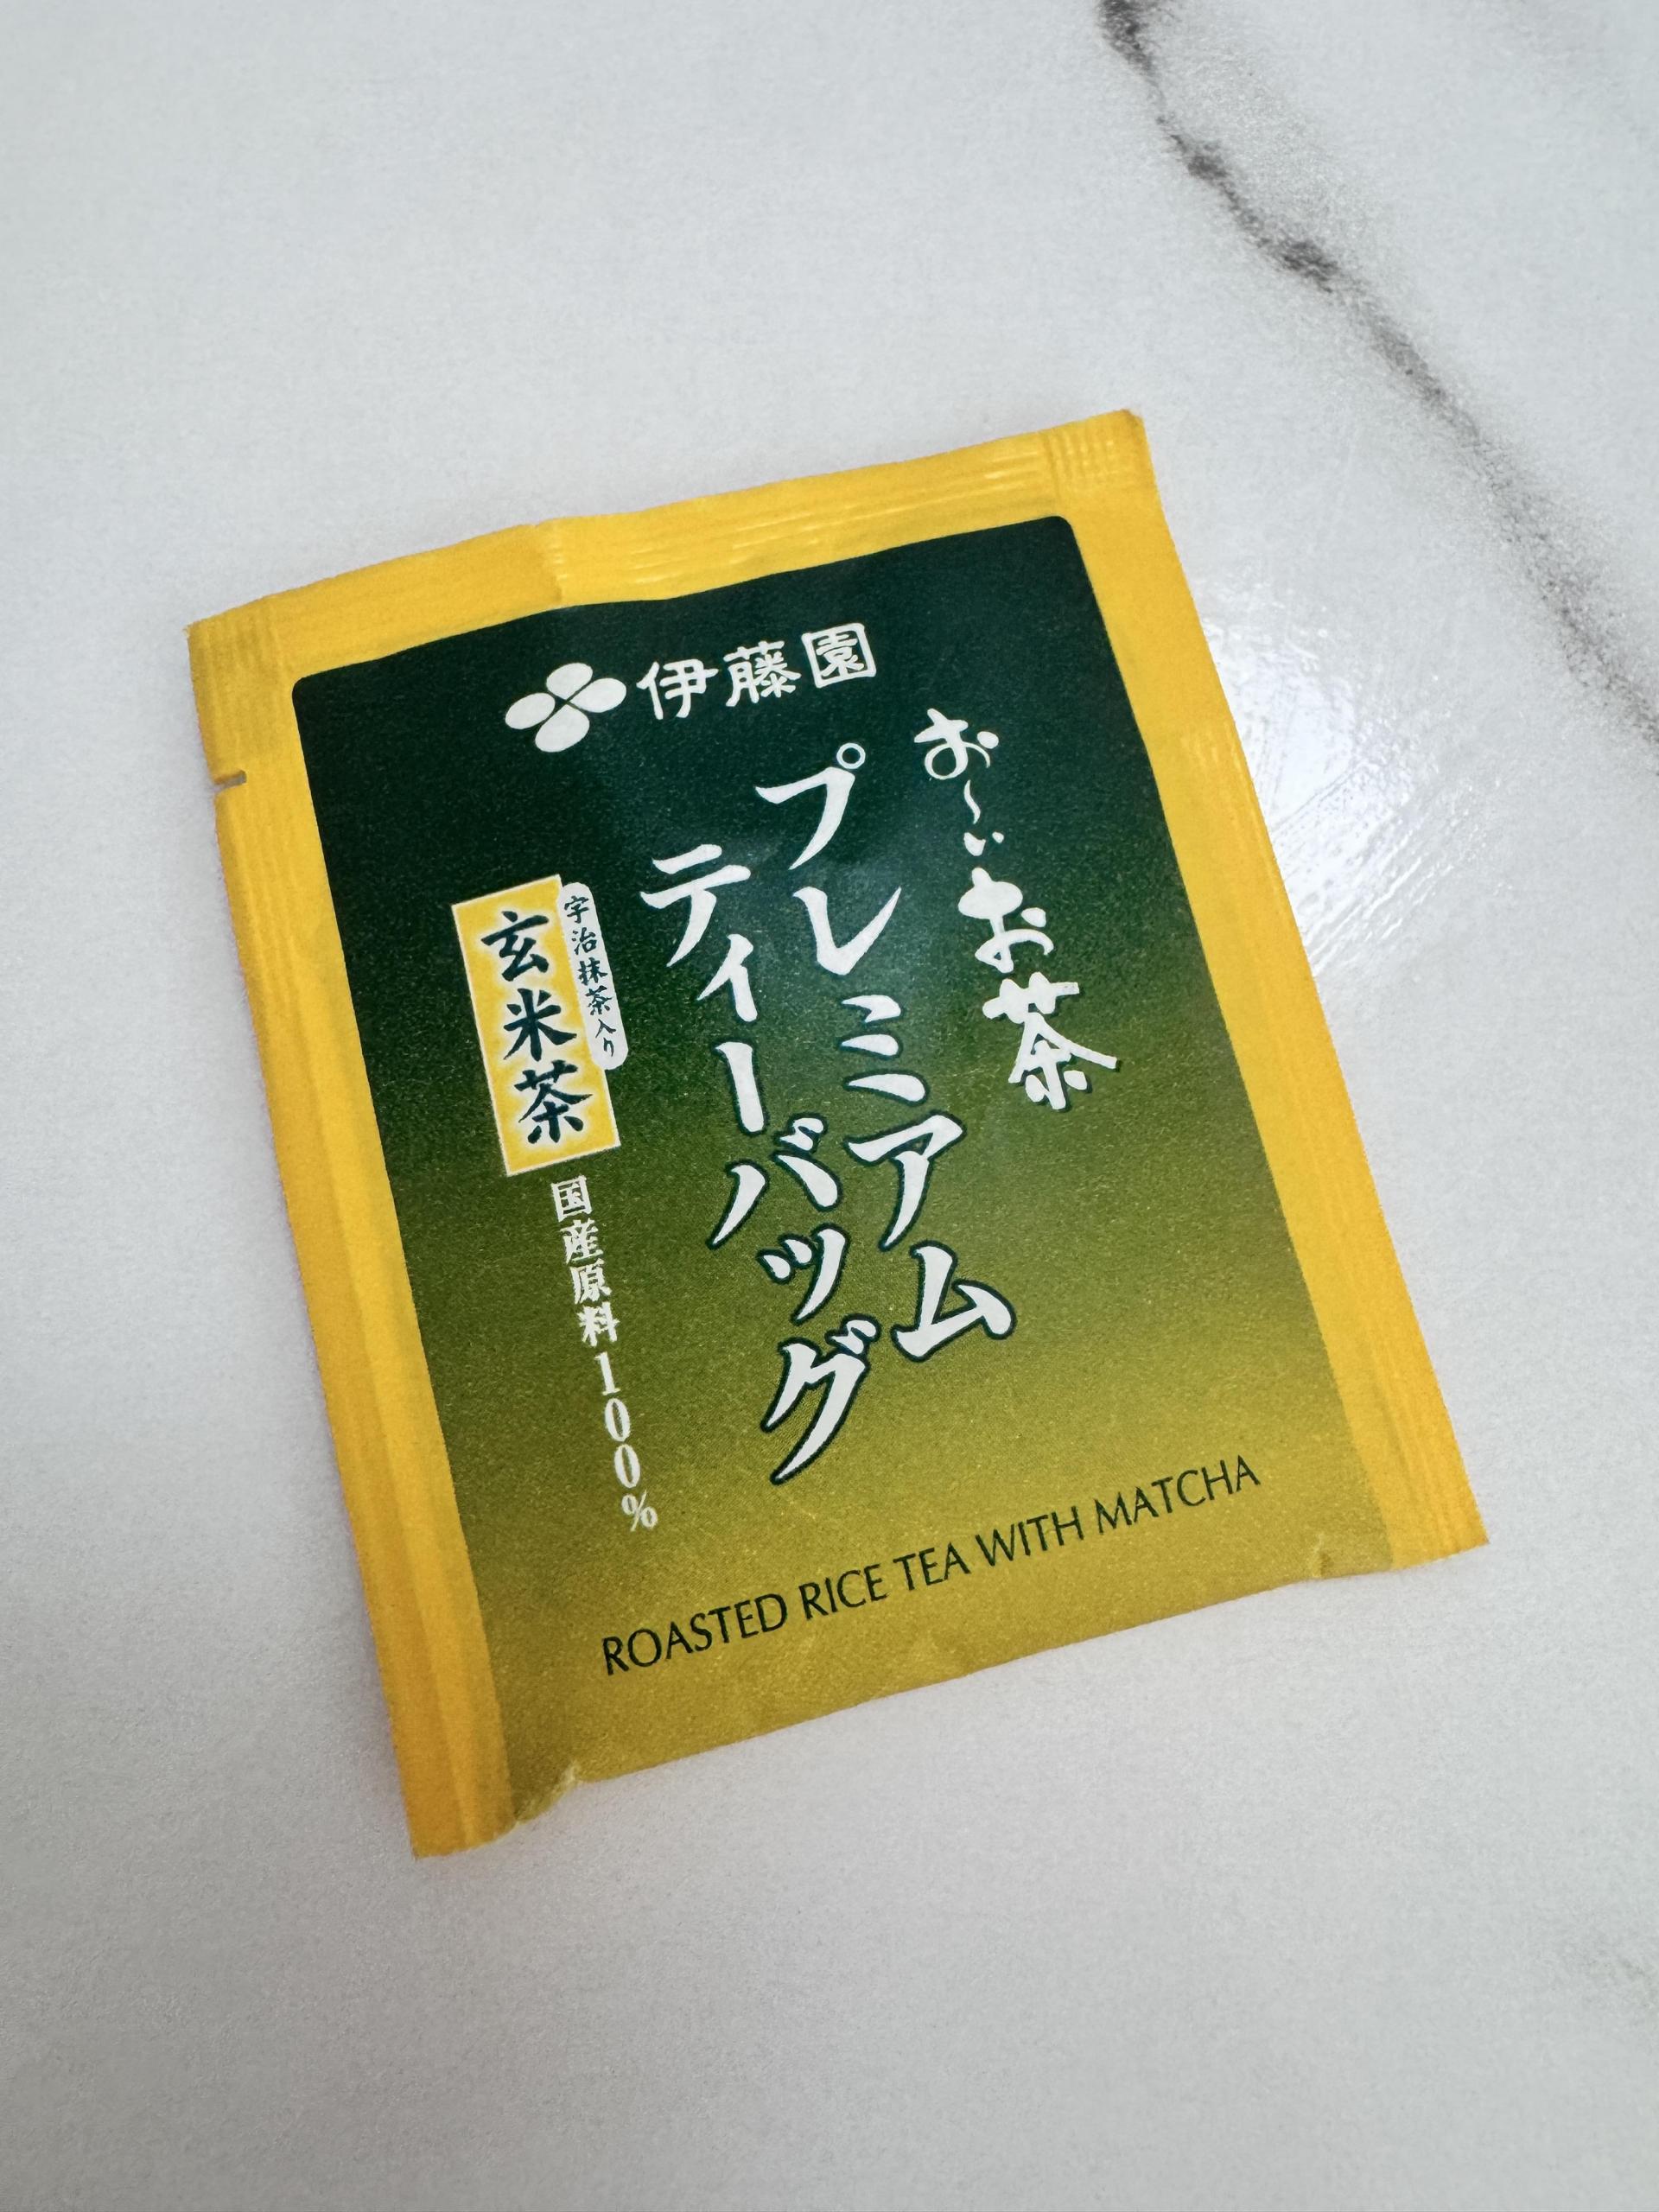 伊藤園
お～いお茶
プレミアム
ティーバッグ
宇治抹茶入り
玄米茶
国産原料100%
ROASTED RICE TEA WITH MATCHA